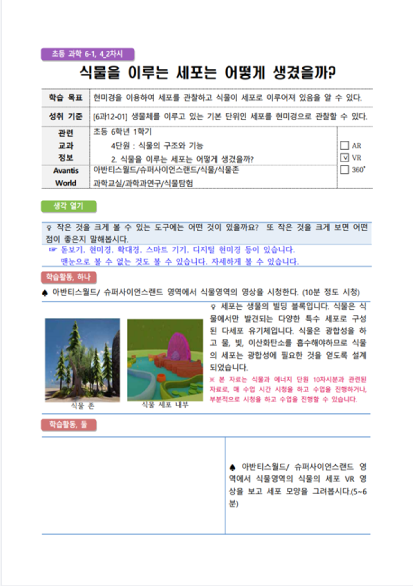 초등 과학 6-1, 4_2차시
식물을 이루는 세포는 어떻게 생겼을까?
학습 목표 현미경을 이용하여 세포를 관찰하고 식물이 세포로 이루어져 있음을 알 수 있다.
성취 기준 [6과12-01] 생물체를 이루고 있는 기본 단위인 세포를 현미경으로 관찰할 수 있다.
관련 교과 정보
초등 6학년 1학기
4단원 : 식물의 구조와 기능
2. 식물을 이루는 세포는 어떻게 생겼을까?
AR
VR
360˚
Avantis World
아반티스월드/슈퍼사이언스랜드/식물/식물존
과학교실/과학과연구/식물탐험
생각 열기
♀ 작은 것을 크게 볼 수 있는 도구에는 어떤 것이 있을까요? 또 작은 것을 크게 보면 어떤
점이 좋은지 말해봅시다.
☞ 돋보기, 현미경, 확대경, 스마트 기기, 디지털 현미경 등이 있습니다.
맨눈으로 볼 수 없는 것도 볼 수 있습니다. 자세하게 볼 수 있습니다.
학습활동, 하나
♠ 아반티스월드/ 슈퍼사이언스랜드 영역에서 식물영역의 영상을 시청한다. (10분 정도 시청)
식물 존
식물 세포 내부
♀ 세포는 생물의 빌딩 블록입니다. 식물은 식
물에서만 발견되는 다양한 특수 세포로 구성
된 다세포 유기체입니다. 식물은 광합성을 하
고 물, 빛, 이산화탄소를 흡수해야하므로 식물
의 세포는 광합성에 필요한 것을 얻도록 설계
되었습니다.
※ 본 자료는 식물과 에너지 단원 10차시분과 관련된
자료로, 매 수업 시간 시청을 하고 수업을 진행하거나,
부분적으로 시청을 하고 수업을 진행할 수 있습니다.
학습활동, 둘
♠ 아반티스월드/ 슈퍼사이언스랜드 영
역에서 식물영역의 식물의 세포 VR 영
상을 보고 세포 모양을 그려봅시다.(5~6
분)